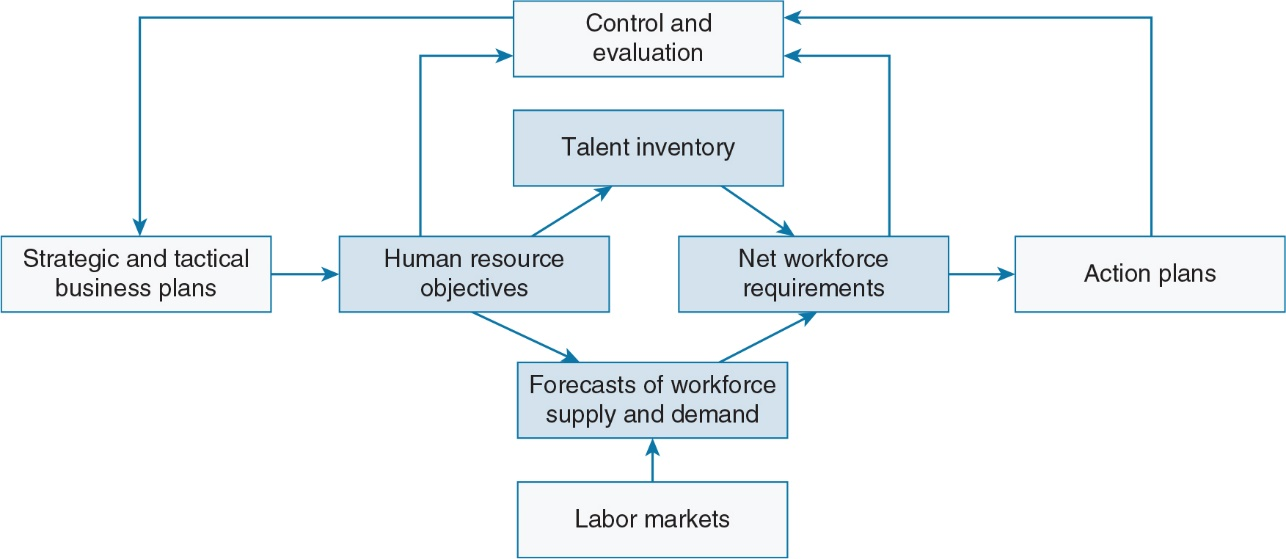 Control and
evaluation
Talent inventory
Strategic and tactical
business plans
Human resource
objectives
Net workforce
requirements
Action plans
Forecasts of workforce
supply and demand
Labor markets